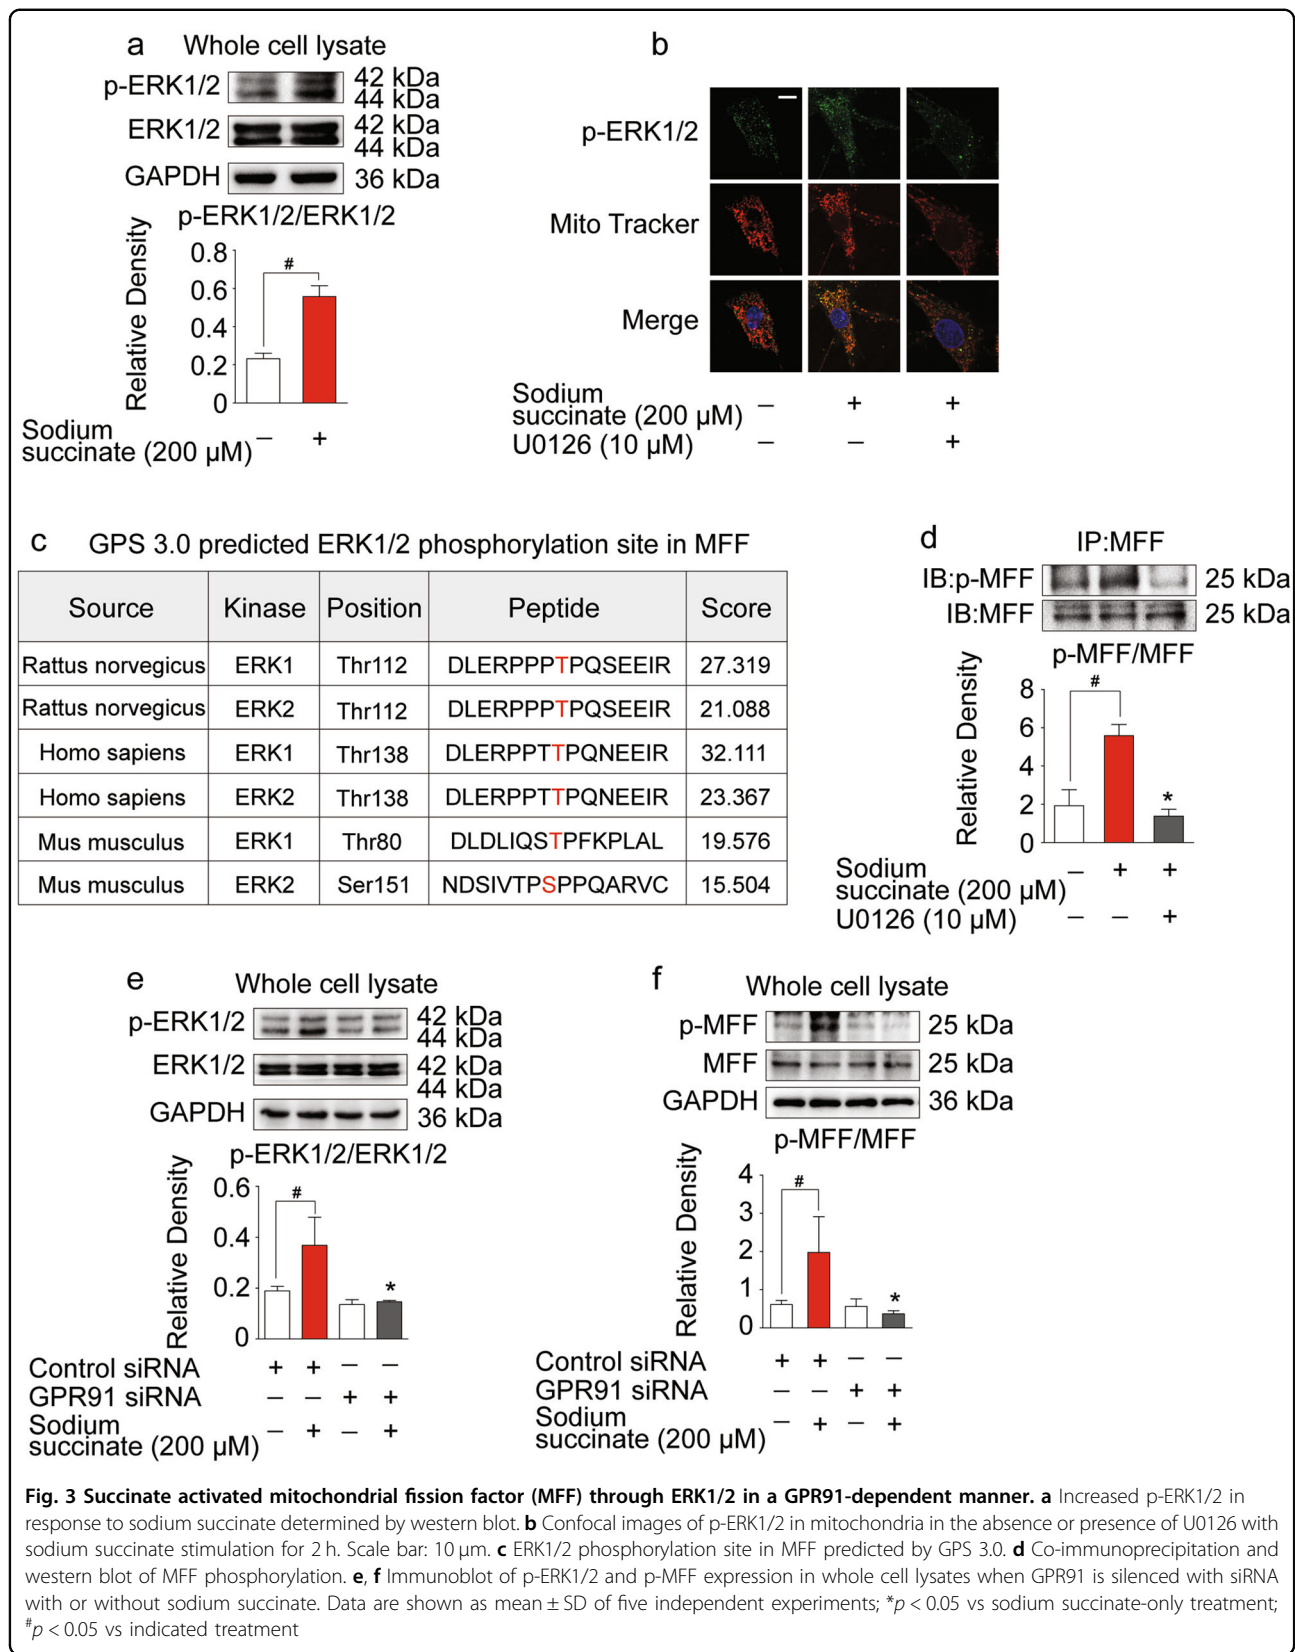 a Whole cell lysate
p-ERK1/2 42 kDa
44 kDa
ERK1/2 42 kDa
44 kDa
GAPDH 36 kDa
p-ERK1/2/ERK1/2
Relative Density
0.8
0.6
0.4
0.2
0
#
Sodium
succinate (200 µM) – +
b
p-ERK1/2
Mito Tracker
Merge
Sodium
succinate (200 µM) – + +
U0126 (10 µM) – – +
c GPS 3.0 predicted ERK1/2 phosphorylation site in MFF
Source Kinase Position Peptide Score
Rattus norvegicus ERK1 Thr112 DLERPPPTPQSEEIR 27.319
Rattus norvegicus ERK2 Thr112 DLERPPPTPQSEEIR 21.088
Homo sapiens ERK1 Thr138 DLERPPTTPQNEEIR 32.111
Homo sapiens ERK2 Thr138 DLERPPTTPQNEEIR 23.367
Mus musculus ERK1 Thr80 DLDLIQSTPFKPLAL 19.576
Mus musculus ERK2 Ser151 NDSIVTPSPPQARVC 15.504
d IP:MFF
IB:p-MFF 25 kDa
IB:MFF 25 kDa
p-MFF/MFF
Relative Density
8
6
4
2
0
#
*
Sodium
succinate (200 µM) – + +
U0126 (10 µM) – – +
e Whole cell lysate
p-ERK1/2 42 kDa
44 kDa
ERK1/2 42 kDa
44 kDa
GAPDH 36 kDa
p-ERK1/2/ERK1/2
Relative Density
0.6
0.4
0.2
0
#
*
Control siRNA + + – –
GPR91 siRNA – – + +
Sodium
succinate (200 µM) – + – +
f Whole cell lysate
p-MFF 25 kDa
MFF 25 kDa
GAPDH 36 kDa
p-MFF/MFF
Relative Density
4
3
2
1
0
#
*
Control siRNA + + – –
GPR91 siRNA – – + +
Sodium
succinate (200 µM) – + – +
Fig. 3 Succinate activated mitochondrial fission factor (MFF) through ERK1/2 in a GPR91-dependent manner. a Increased p-ERK1/2 in
response to sodium succinate determined by western blot. b Confocal images of p-ERK1/2 in mitochondria in the absence or presence of U0126 with
sodium succinate stimulation for 2 h. Scale bar: 10 µm. c ERK1/2 phosphorylation site in MFF predicted by GPS 3.0. d Co-immunoprecipitation and
western blot of MFF phosphorylation. e, f Immunoblot of p-ERK1/2 and p-MFF expression in whole cell lysates when GPR91 is silenced with siRNA
with or without sodium succinate. Data are shown as mean ± SD of five independent experiments; *p < 0.05 vs sodium succinate-only treatment;
#p < 0.05 vs indicated treatment